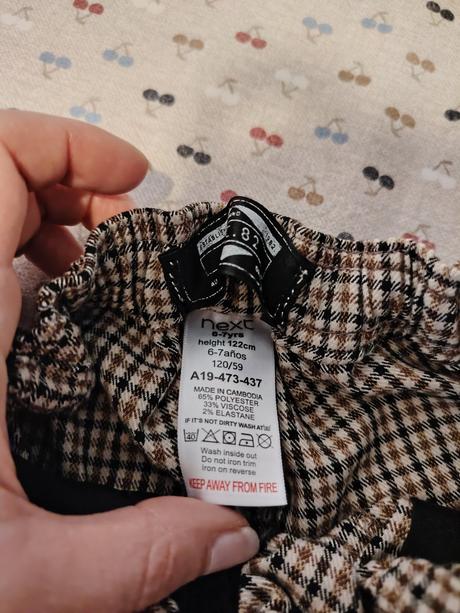 .82
next
6-7yrs
height 122cm
6-7años
120/59
A19-473-437
MADE IN CAMBODIA
65% POLYESTER
33% VISCOSE
2% ELASTANE
IF IT'S NOT DIRTY WASH AT 30
40
Wash inside out
Do not iron trim
Iron on reverse
KEEP AWAY FROM FIRE